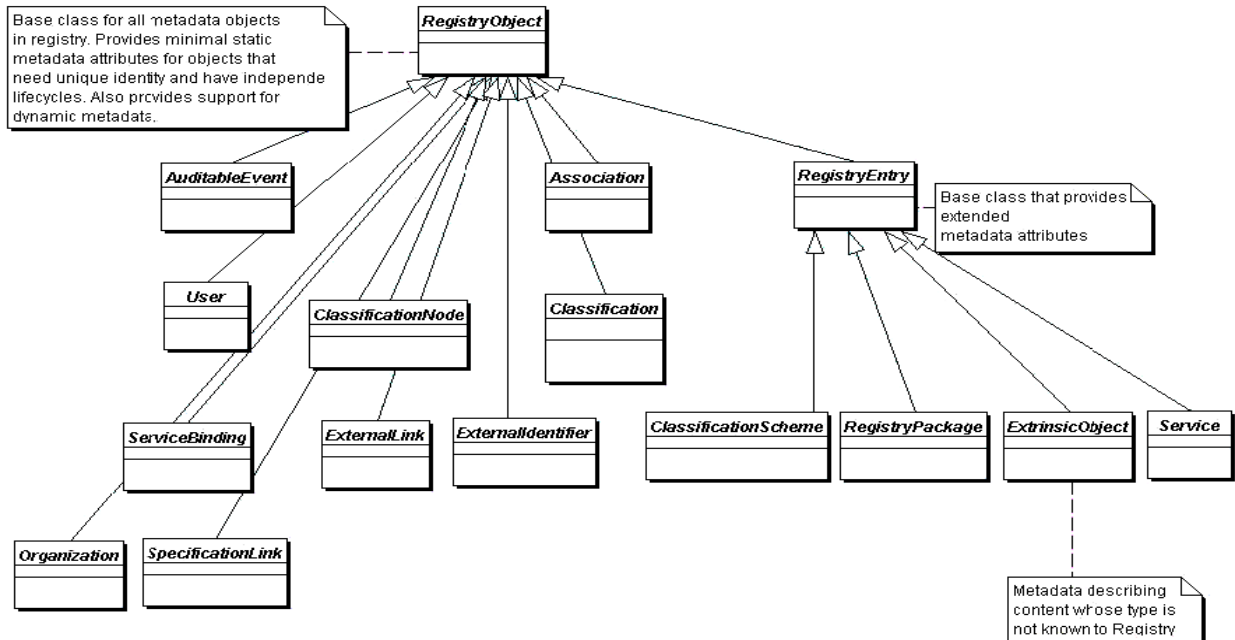 Base class for all metadata objects
in registry. Provides minimal static
metadata attributes for objects that
need unique identity and have independe
lifecycles. Also provides support for
dynamic metadata.
RegistryObject
AuditableEvent
Association
RegistryEntry
Base class that provides
extended
metadata attributes
User
ClassificationNode
Classification
ServiceBinding
ExternalLink
ExternalIdentifier
ClassificationScheme
RegistryPackage
ExtrinsicObject
Service
Organization
SpecificationLink
Metadata describing
content whose type is
not known to Registry